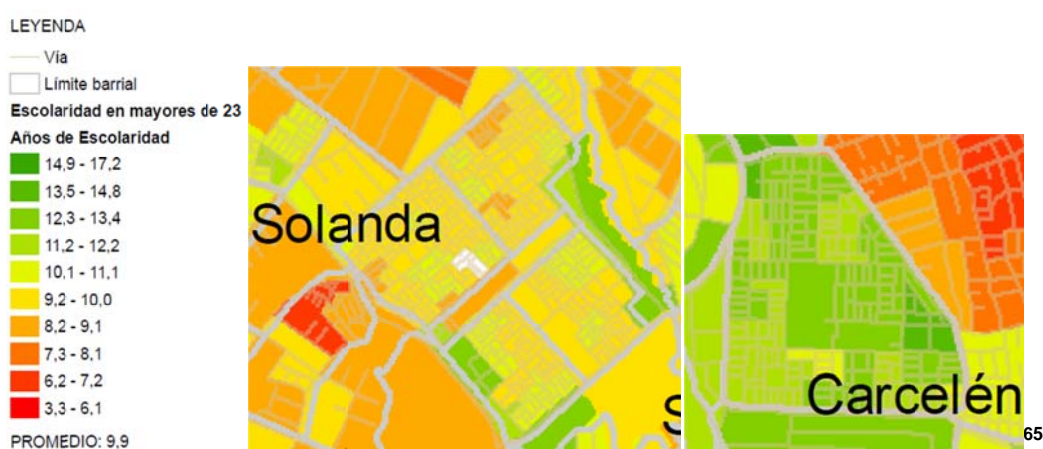 LEYENDA
Vía
Límite barrial
Escolaridad en mayores de 23
Años de Escolaridad
14,9 - 17,2
13,5 - 14,8
12,3 - 13,4
11,2 - 12,2
10,1 - 11,1
9,2 - 10,0
8,2 - 9,1
7,3 - 8,1
6,2 - 7,2
3,3 - 6,1
PROMEDIO: 9,9
Solanda
S
Carcelén
65